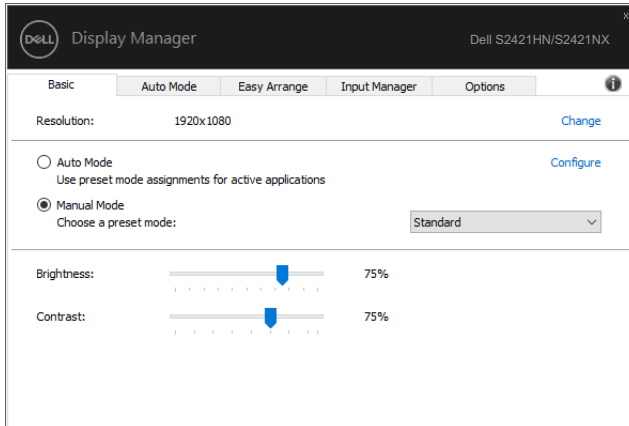 x
DELL Display Manager Dell S2421HN/S2421NX
Basic Auto Mode Easy Arrange Input Manager Options i
Resolution: 1920x1080 Change
Auto Mode Configure
Use preset mode assignments for active applications
Manual Mode
Choose a preset mode: Standard
Brightness: 75%
Contrast: 75%